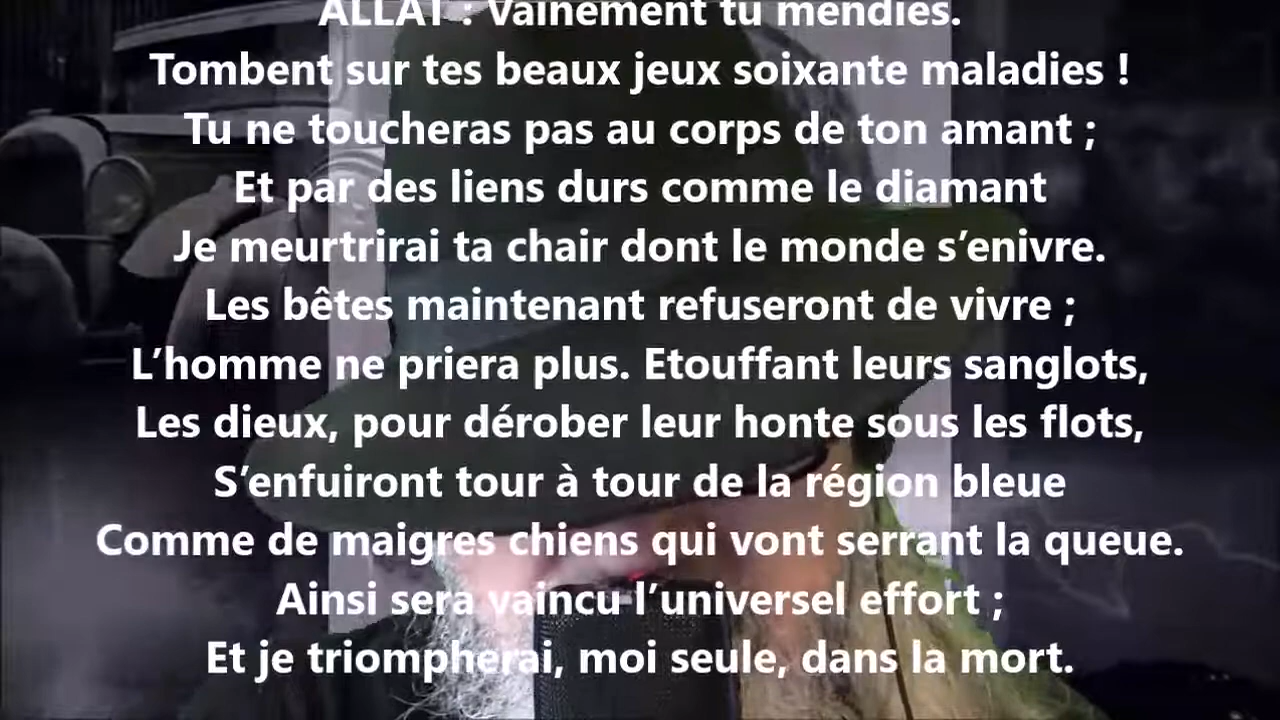 ALLAT : Vainement tu mendies.
Tombent sur tes beaux jeux soixante maladies !
Tu ne toucheras pas au corps de ton amant ;
Et par des liens durs comme le diamant
Je meurtrirai ta chair dont le monde s’enivre.
Les bêtes maintenant refuseront de vivre ;
L’homme ne priera plus. Etouffant leurs sanglots,
Les dieux, pour dérober leur honte sous les flots,
S’enfuiront tour à tour de la région bleue
Comme de maigres chiens qui vont serrant la queue.
Ainsi sera vaincu l’universel effort ;
Et je triompherai, moi seule, dans la mort.